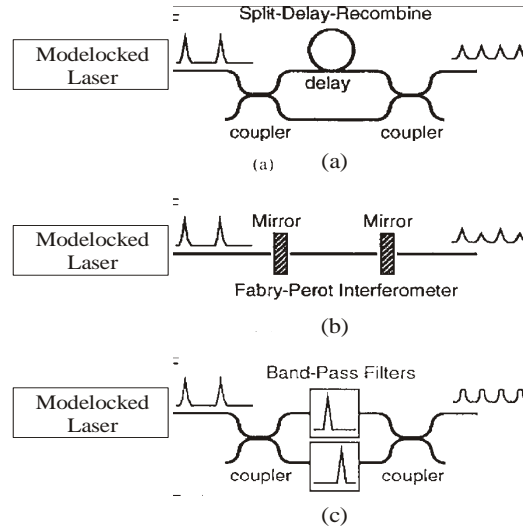 Split-Delay-Recombine
Modelocked
Laser
delay
coupler
coupler
(a)
(a)
Mirror
Mirror
Modelocked
Laser
Fabry-Perot Interferometer
(b)
Band-Pass Filters
Modelocked
Laser
coupler
coupler
(c)